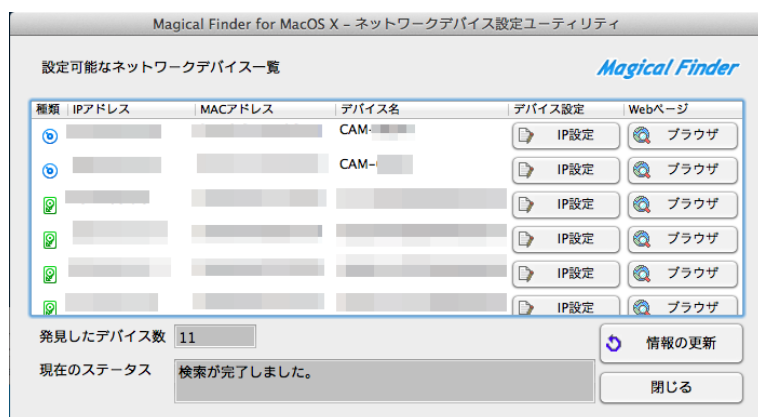 Magical Finder for MacOS X – ネットワークデバイス設定ユーティリティ
設定可能なネットワークデバイス一覧
Magical Finder
種類 IPアドレス MACアドレス デバイス名 デバイス設定 Webページ
CAM- IP設定 ブラウザ
CAM- IP設定 ブラウザ
IP設定 ブラウザ
IP設定 ブラウザ
IP設定 ブラウザ
IP設定 ブラウザ
発見したデバイス数 11
情報の更新
現在のステータス 検索が完了しました。
閉じる